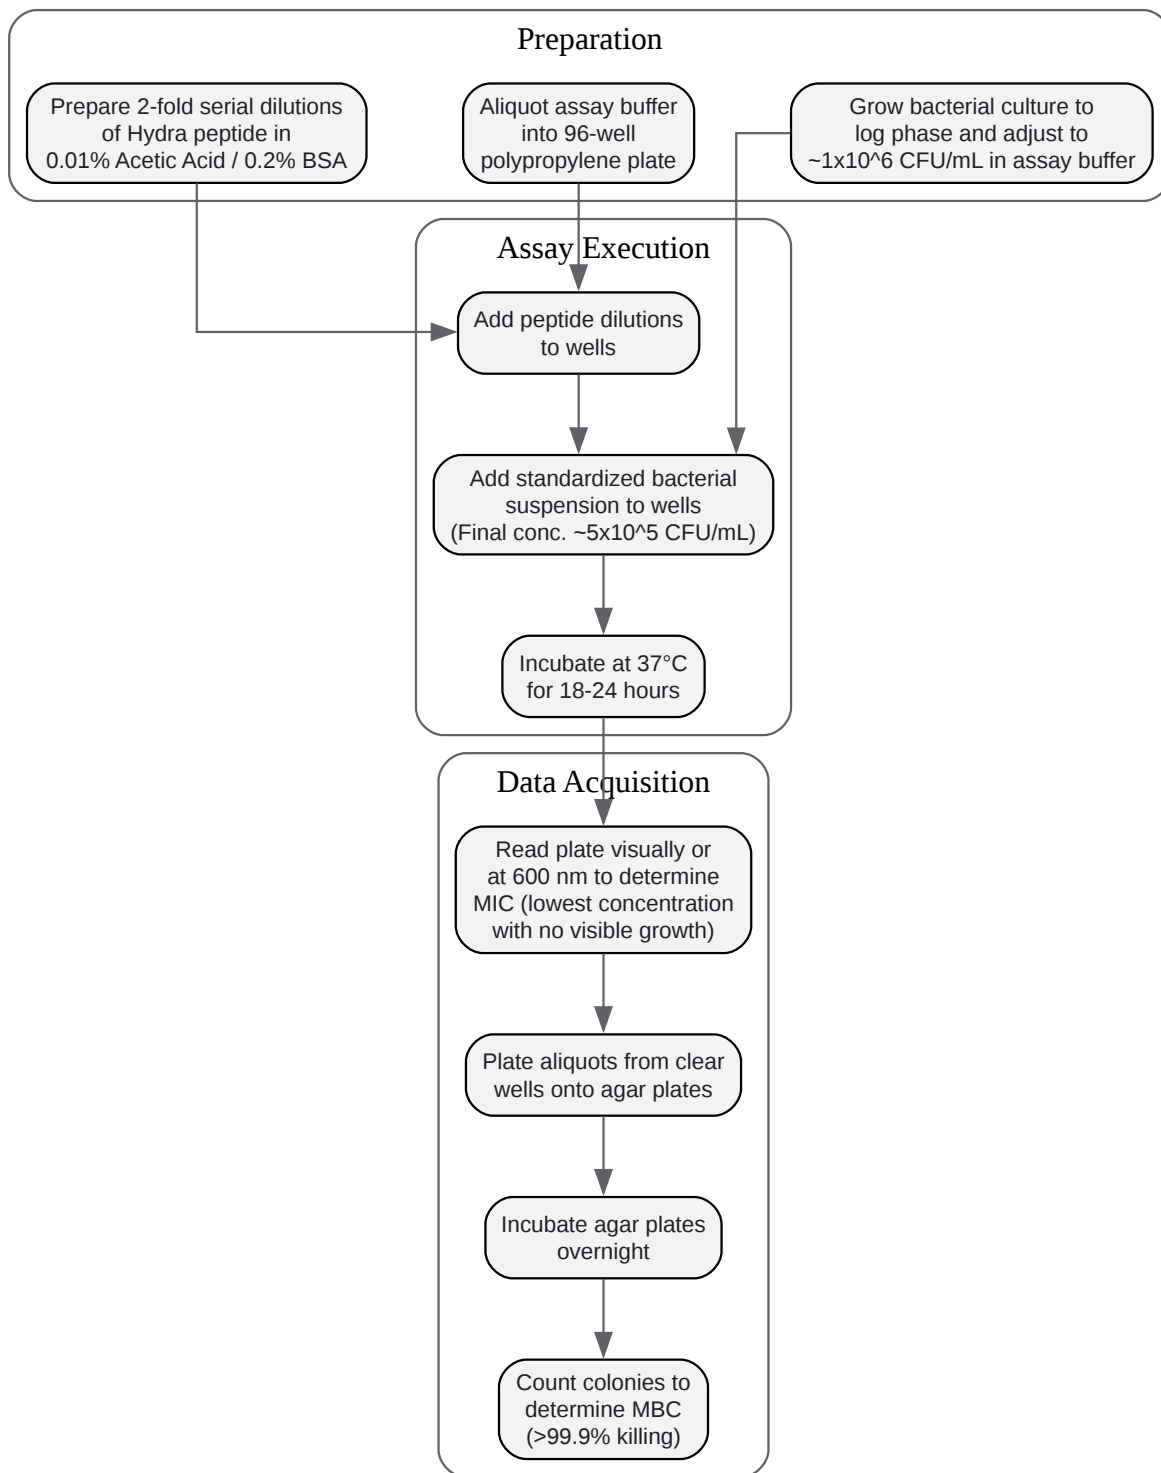 Preparation
Prepare 2-fold serial dilutions
of Hydra peptide in
0.01% Acetic Acid / 0.2% BSA
Aliquot assay buffer
into 96-well
polypropylene plate
Grow bacterial culture to
log phase and adjust to
~1x10^6 CFU/mL in assay buffer
Assay Execution
Add peptide dilutions
to wells
Add standardized bacterial
suspension to wells
(Final conc. ~5x10^5 CFU/mL)
Incubate at 37°C
for 18-24 hours
Data Acquisition
Read plate visually or
at 600 nm to determine
MIC (lowest concentration
with no visible growth)
Plate aliquots from clear
wells onto agar plates
Incubate agar plates
overnight
Count colonies to
determine MBC
(>99.9% killing)